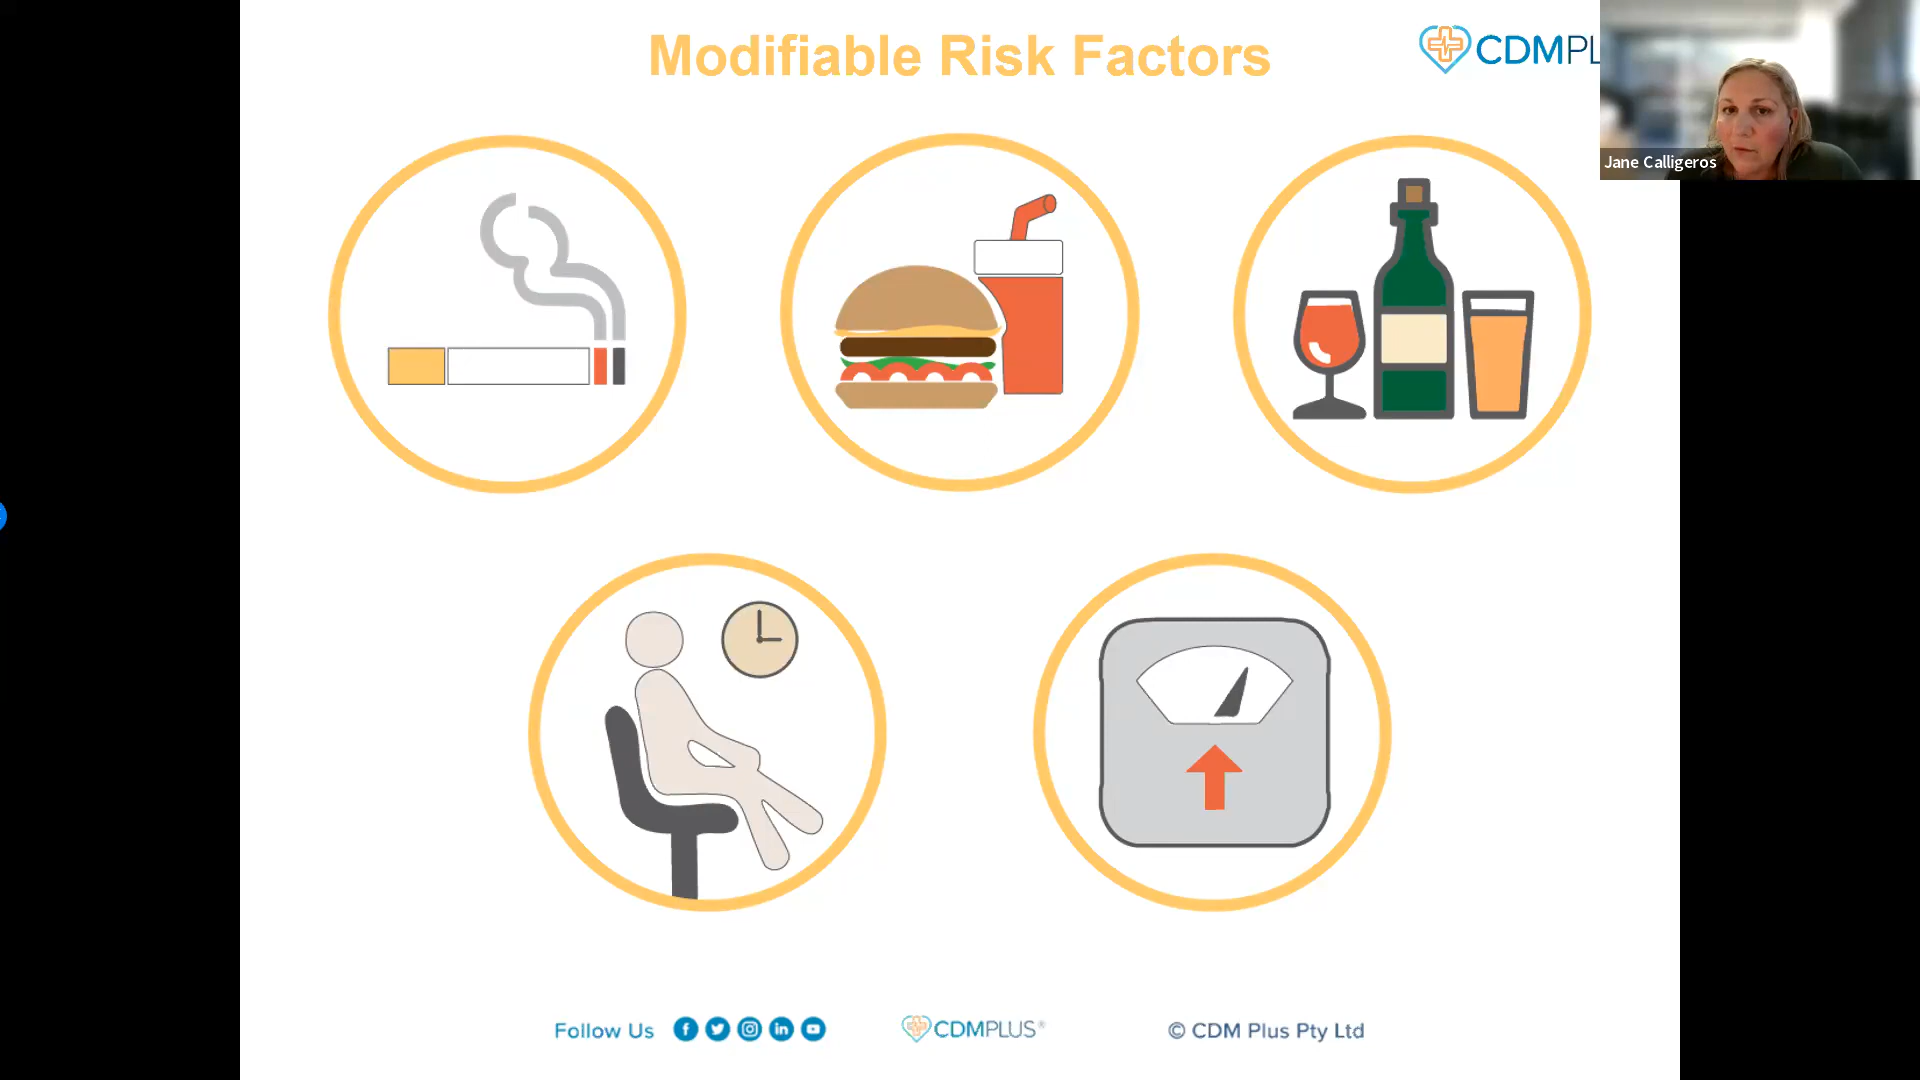 Modifiable Risk Factors
CDMPL
Jane Calligeros
Follow Us
CDMPLUS®
© CDM Plus Pty Ltd